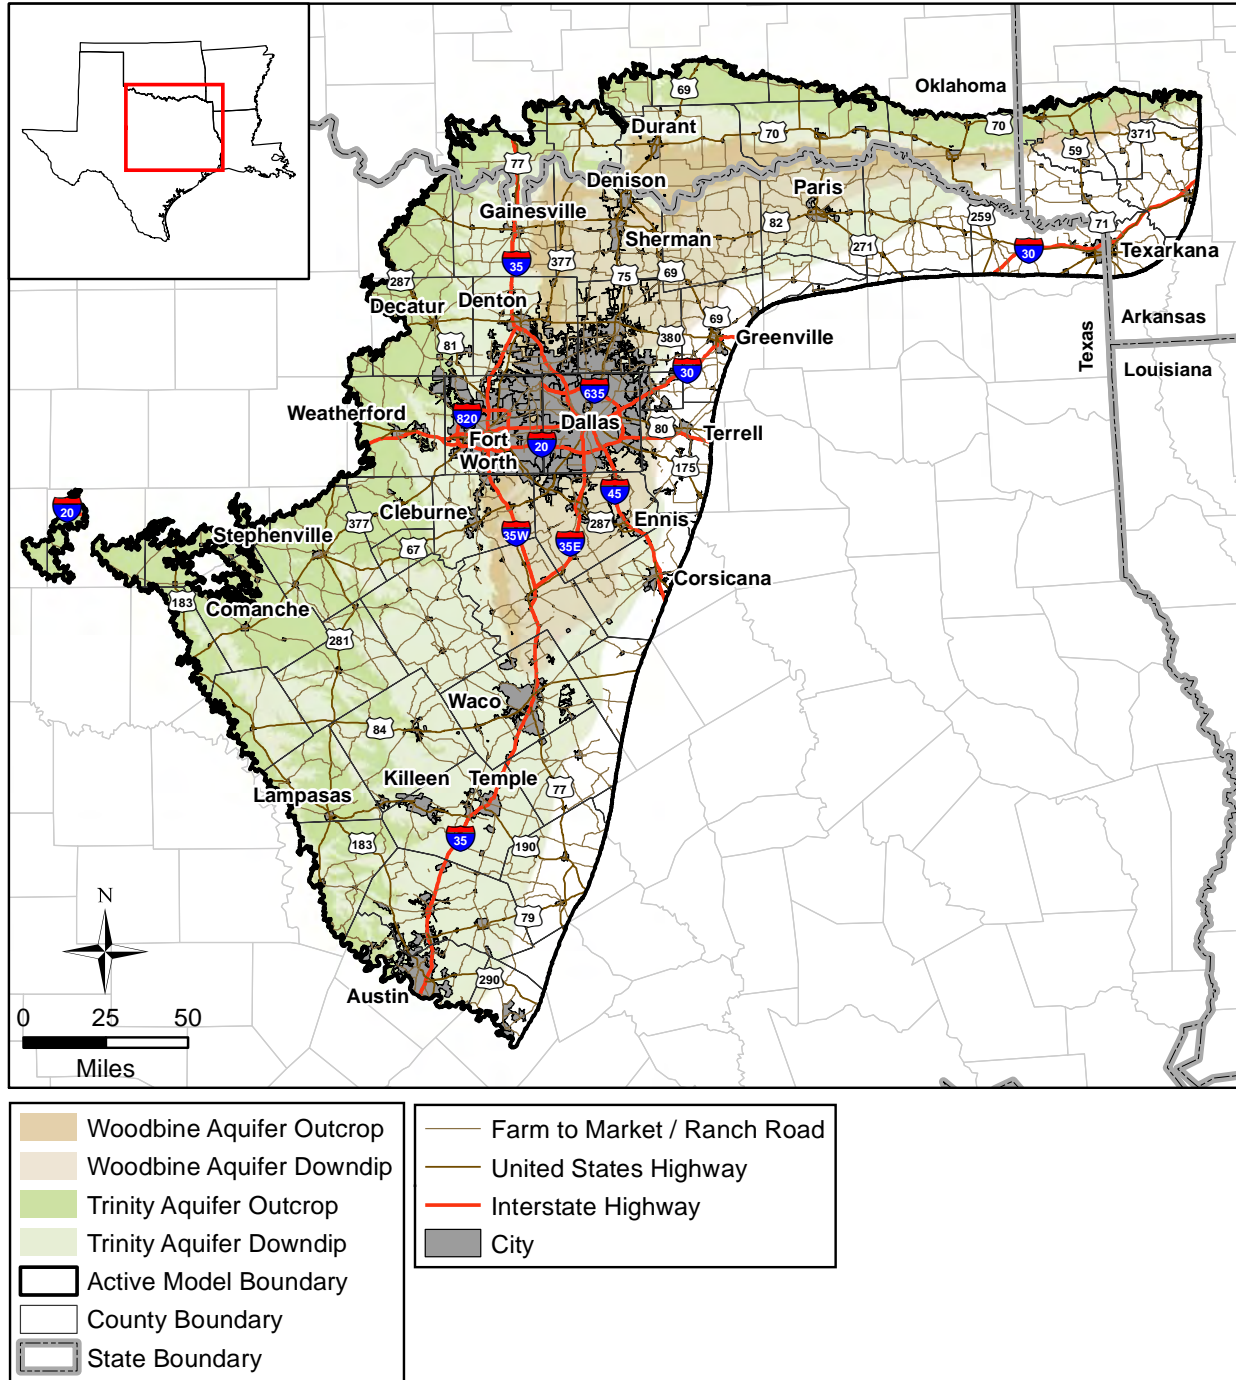 Oklahoma
69
Durant
70
70
371
59
77
Denison
Paris
Gainesville
82
259
71
Sherman
271
Texarkana
30
35
377
75
69
287
Denton
Decatur
69
Arkansas
Texas
81
380
Greenville
Louisiana
30
635
Weatherford
820
Dallas
80
Terrell
Fort
Worth
20
175
45
20
Cleburne
377
287
Ennis
Stephenville
35W
35E
67
Corsicana
183
Comanche
281
Waco
84
Killeen
Temple
77
Lampasas
183
35
190
N
79
290
Austin
0 25 50
Miles
Woodbine Aquifer Outcrop
Woodbine Aquifer Downdip
Trinity Aquifer Outcrop
Trinity Aquifer Downdip
Active Model Boundary
County Boundary
State Boundary
Farm to Market / Ranch Road
United States Highway
Interstate Highway
City